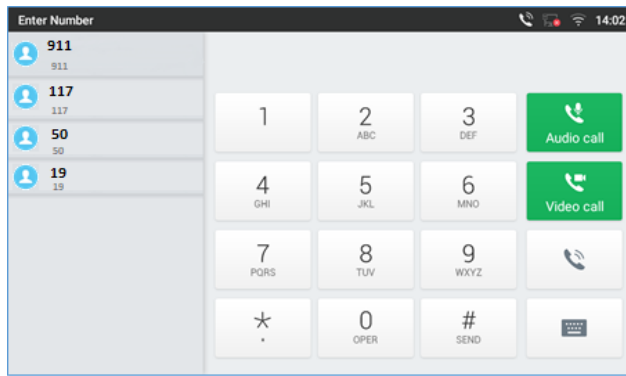 Enter Number
14:02
911
911
117
117
50
50
19
19
1
2
ABC
3
DEF
Audio call
4
GHI
5
JKL
6
MNO
Video call
7
PQRS
8
TUV
9
WXYZ
*
.
0
OPER
#
SEND